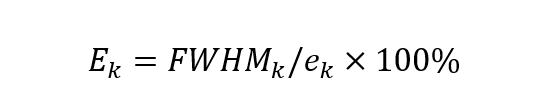 E_k = FWHM_k/e_k × 100%